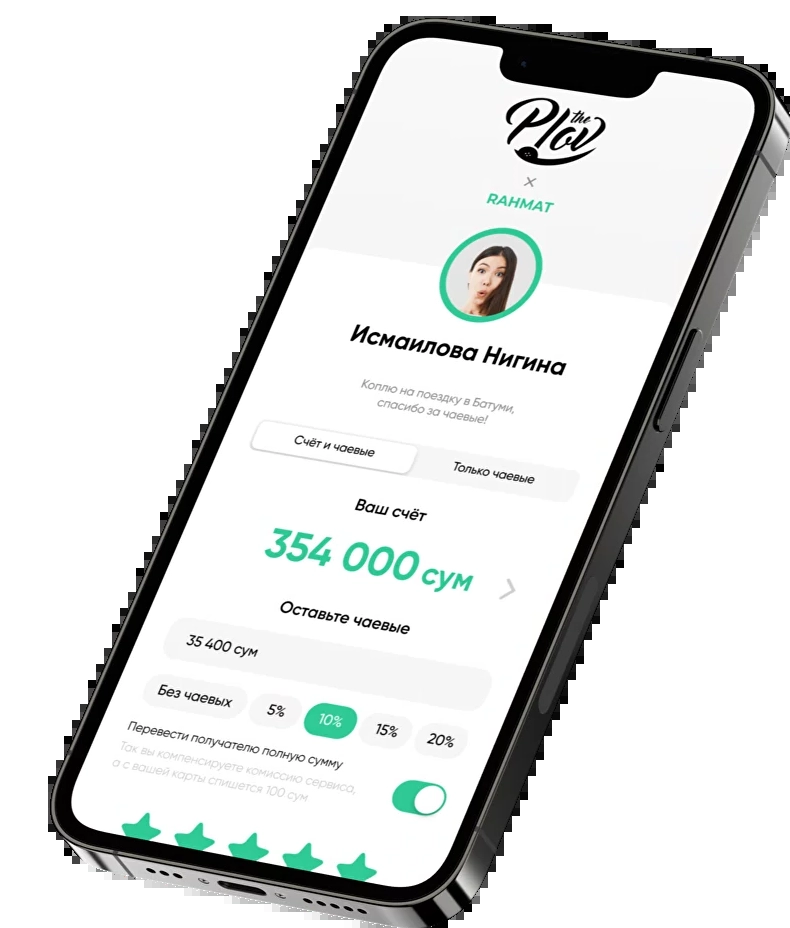 the
Plov
×
RAHMAT
Исмаилова Нигина
Коплю на поездку в Батуми,
спасибо за чаевые!
Счёт и чаевые
Только чаевые
Ваш счёт
354 000 сум
Оставьте чаевые
35 400 сум
Без чаевых 5% 10% 15% 20%
Перевести получателю полную сумму
Так вы компенсируете комиссию сервиса,
а с вашей карты спишется 100 сум